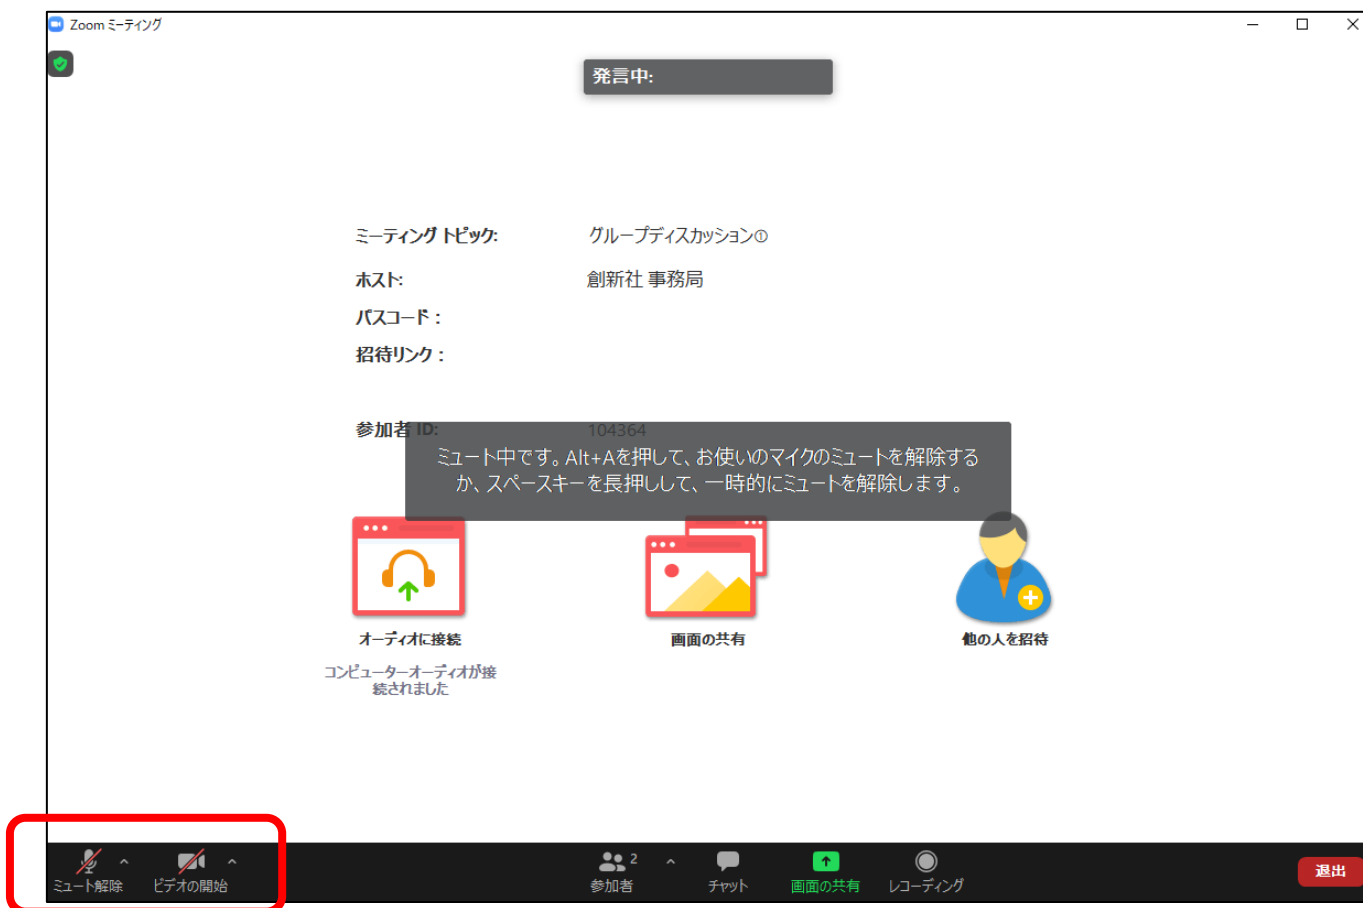 Zoom ミーティング
発言中:
ミーティング トピック: グループディスカッション①
ホスト: 創新社 事務局
パスコード：
招待リンク：
参加者 ID: 104364
ミュート中です。Alt+Aを押して、お使いのマイクのミュートを解除する
か、スペースキーを長押しして、一時的にミュートを解除します。
オーディオに接続
画面の共有
他の人を招待
コンピューターオーディオが接
続されました
ミュート解除
ビデオの開始
2
参加者
チャット
画面の共有
レコーディング
退出